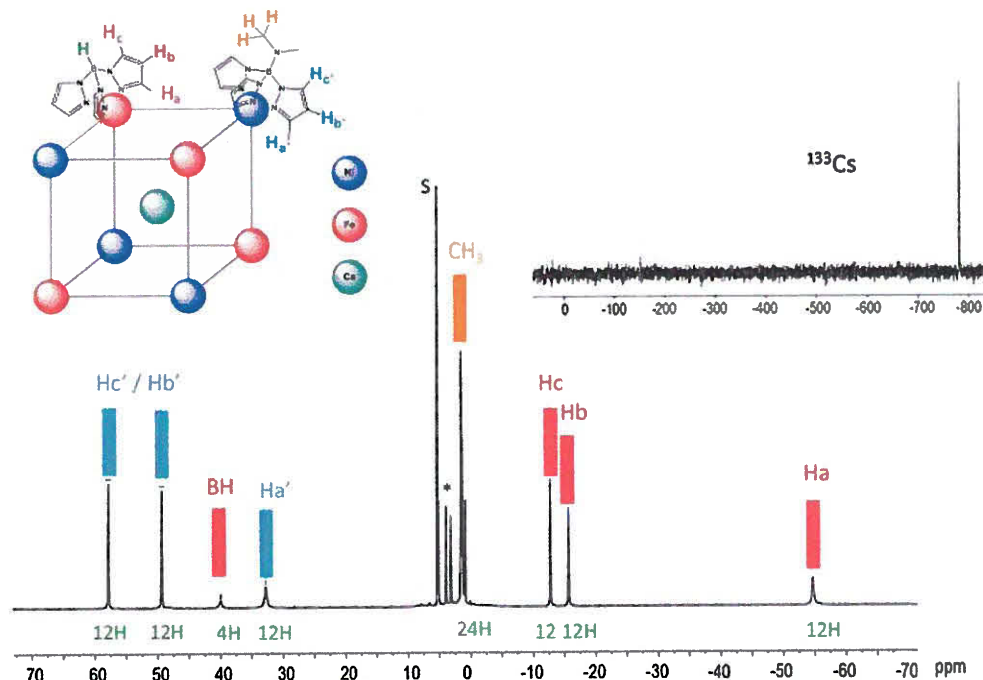 H
Hc
Hb
Ha
H
H
H
N
B
N
N
N
N
Hc'
Hb'
Ha'
Ni
Fe
Cs
133Cs
0 -100 -200 -300 -400 -500 -600 -700 -800
S
CH3
*
Hc' / Hb'
BH
Ha'
Hc
Hb
Ha
12H 12H 4H 12H 24H 12 12H 12H
70 60 50 40 30 20 10 0 -10 -20 -30 -40 -50 -60 -70 ppm